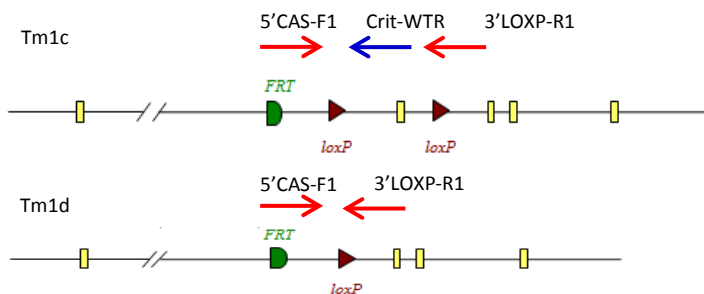 5'CAS-F1 Crit-WTR 3'LOXP-R1
Tm1c
FRT
loxP loxP
5'CAS-F1 3'LOXP-R1
Tm1d
FRT
loxP